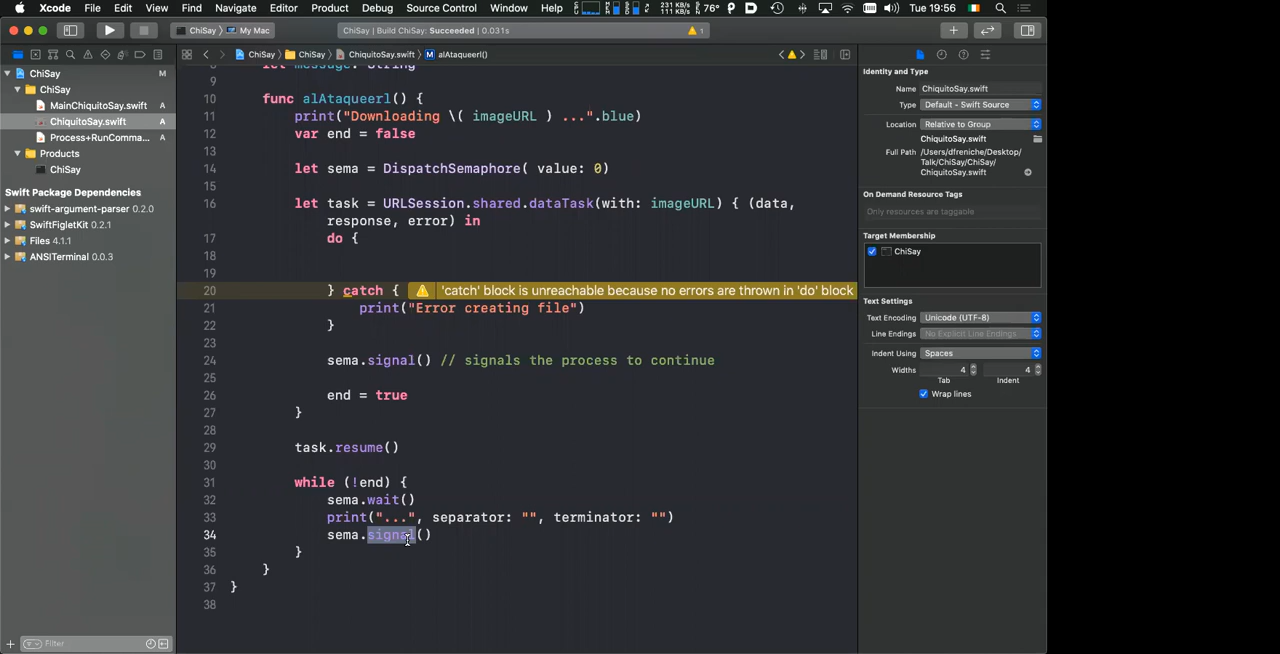 Xcode File Edit View Find Navigate Editor Product Debug Source Control Window Help 231 KB/s 111 KB/s 76° Tue 19:56
ChiSay › My Mac
ChiSay | Build ChiSay: Succeeded | 0.031s
1
ChiSay › ChiSay › ChiquitoSay.swift › M alAtaqueerl()
ChiSay M
ChiSay
MainChiquitoSay.swift A
ChiquitoSay.swift A
Process+RunComma... A
Products
ChiSay
Swift Package Dependencies
swift-argument-parser 0.2.0
SwiftFigletKit 0.2.1
Files 4.1.1
ANSITerminal 0.0.3
Filter
8 let message: String
9
10 func alAtaqueerl() {
11 print("Downloading \( imageURL ) ...".blue)
12 var end = false
13
14 let sema = DispatchSemaphore( value: 0)
15
16 let task = URLSession.shared.dataTask(with: imageURL) { (data,
response, error) in
17 do {
18
19
20 } catch { 'catch' block is unreachable because no errors are thrown in 'do' block
21 print("Error creating file")
22 }
23
24 sema.signal() // signals the process to continue
25
26 end = true
27 }
28
29 task.resume()
30
31 while (!end) {
32 sema.wait()
33 print("...", separator: "", terminator: "")
34 sema.signal()
35 }
36 }
37 }
38
Identity and Type
Name ChiquitoSay.swift
Type Default - Swift Source
Location Relative to Group
ChiquitoSay.swift
Full Path /Users/dfreniche/Desktop/
Talk/ChiSay/ChiSay/
ChiquitoSay.swift
On Demand Resource Tags
Only resources are taggable
Target Membership
ChiSay
Text Settings
Text Encoding Unicode (UTF-8)
Line Endings No Explicit Line Endings
Indent Using Spaces
Widths 4 4
Tab Indent
Wrap lines